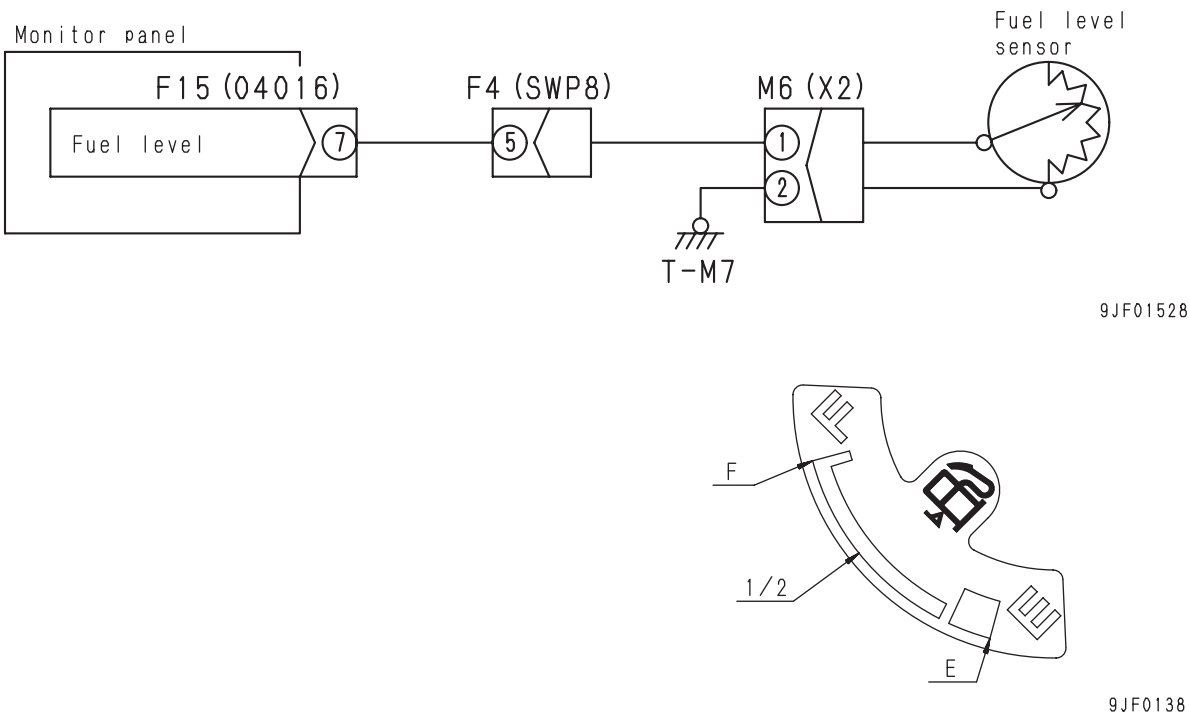 Fuel level
sensor
Monitor panel
F15 (04016)
F4 (SWP8)
M6 (X2)
Fuel level
7
5
1
2
T-M7
9JF01528
F
F
1/2
E
E
9JF0138